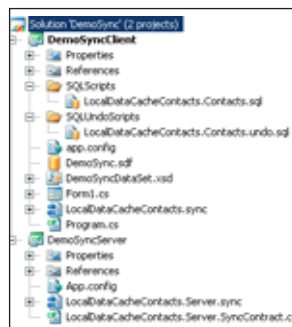 Solution 'DemoSync' (2 projects)
DemoSyncClient
Properties
References
SQLScripts
LocalDataCacheContacts.Contacts.sql
SQLUndoScripts
LocalDataCacheContacts.Contacts.undo.sql
app.config
DemoSync.sdf
DemoSyncDataSet.xsd
Form1.cs
LocalDataCacheContacts.sync
Program.cs
DemoSyncServer
Properties
References
App.config
LocalDataCacheContacts.Server.sync
LocalDataCacheContacts.Server.SyncContract.c